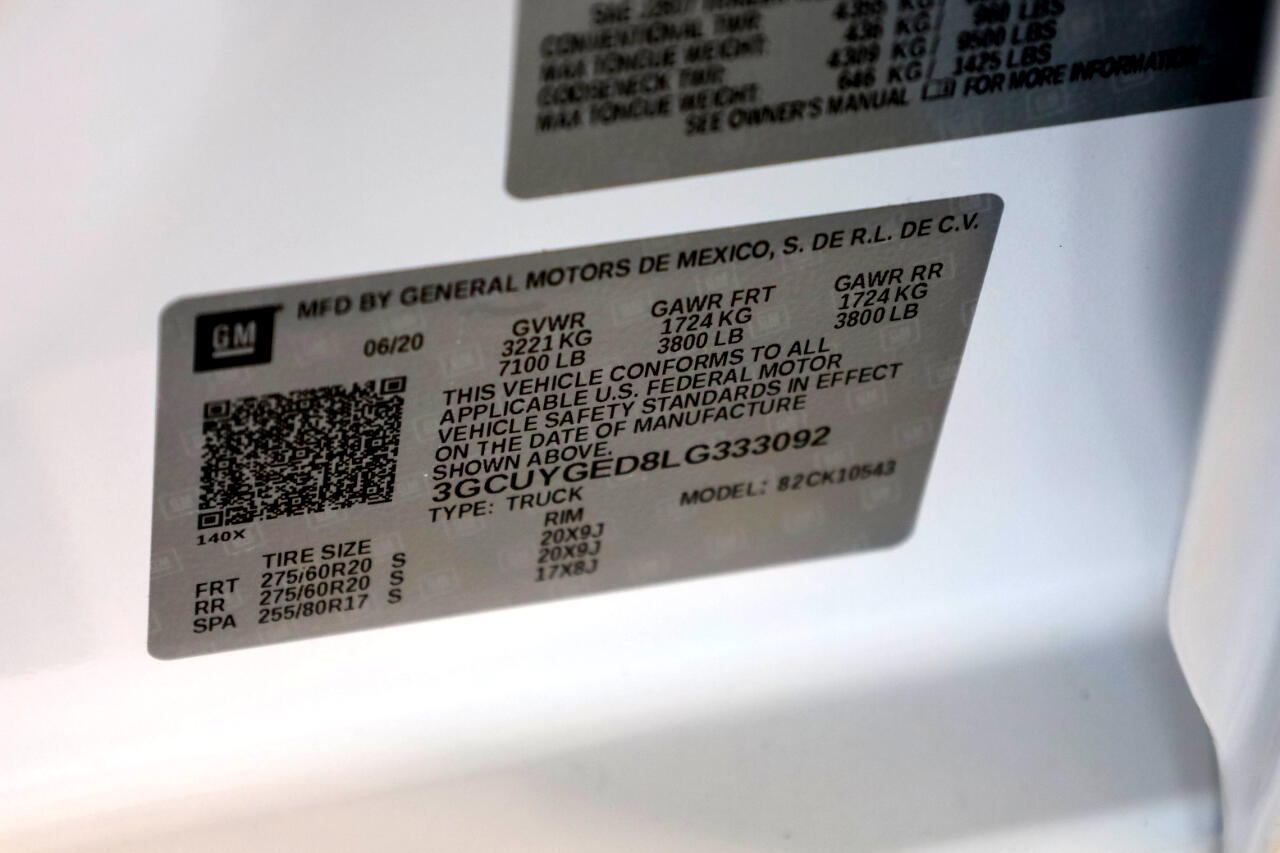 CONVENTIONAL TWR:
MAX TONGUE WEIGHT: 436 KG/ 960 LBS
GOOSENECK TWR: 4309 KG/ 9500 LBS
MAX TONGUE WEIGHT: 646 KG/ 1425 LBS
SEE OWNER'S MANUAL FOR MORE INFORMATION
MFD BY GENERAL MOTORS DE MEXICO, S. DE R.L. DE C.V.
GM
06/20 GVWR GAWR FRT GAWR RR
3221 KG 1724 KG 1724 KG
7100 LB 3800 LB 3800 LB
THIS VEHICLE CONFORMS TO ALL
APPLICABLE U.S. FEDERAL MOTOR
VEHICLE SAFETY STANDARDS IN EFFECT
ON THE DATE OF MANUFACTURE
SHOWN ABOVE.
3GCUYGED8LG333092
TYPE: TRUCK MODEL: 82CK10543
140X
TIRE SIZE RIM
FRT 275/60R20 S 20X9J
RR 275/60R20 S 20X9J
SPA 255/80R17 S 17X8J